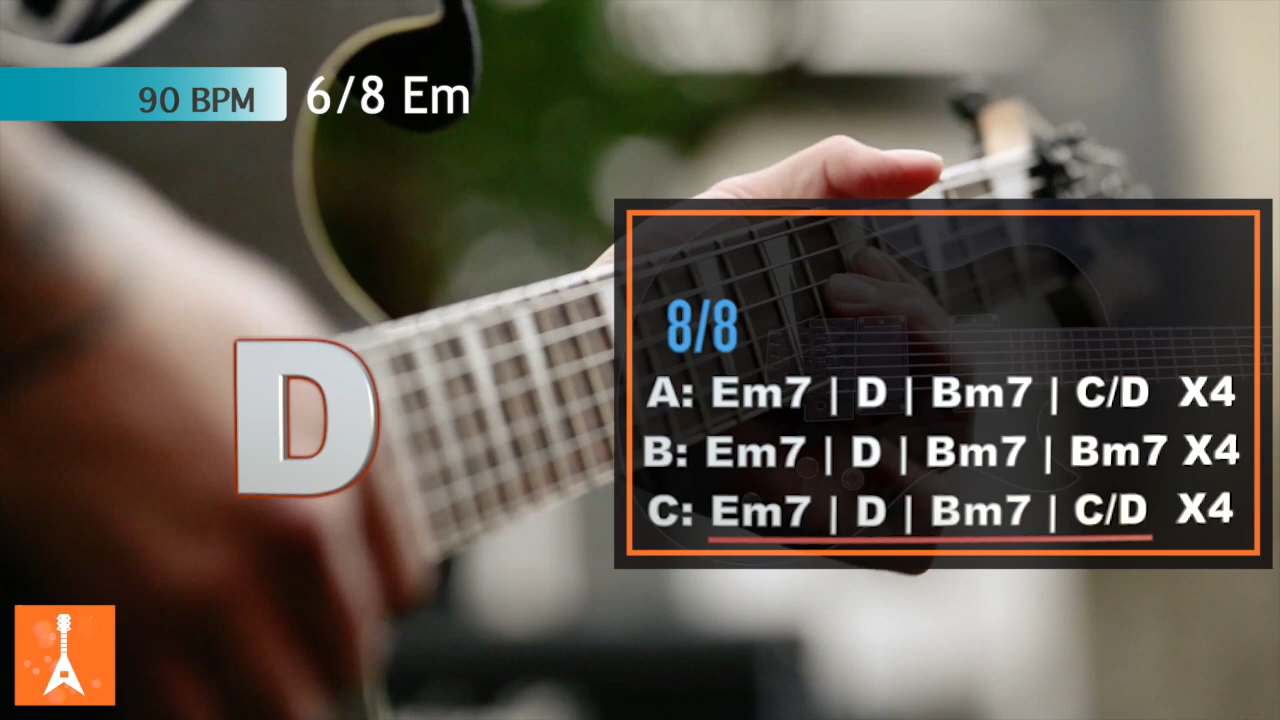 90 BPM 6/8 Em
D
8/8
A: Em7 | D | Bm7 | C/D X4
B: Em7 | D | Bm7 | Bm7 X4
C: Em7 | D | Bm7 | C/D X4